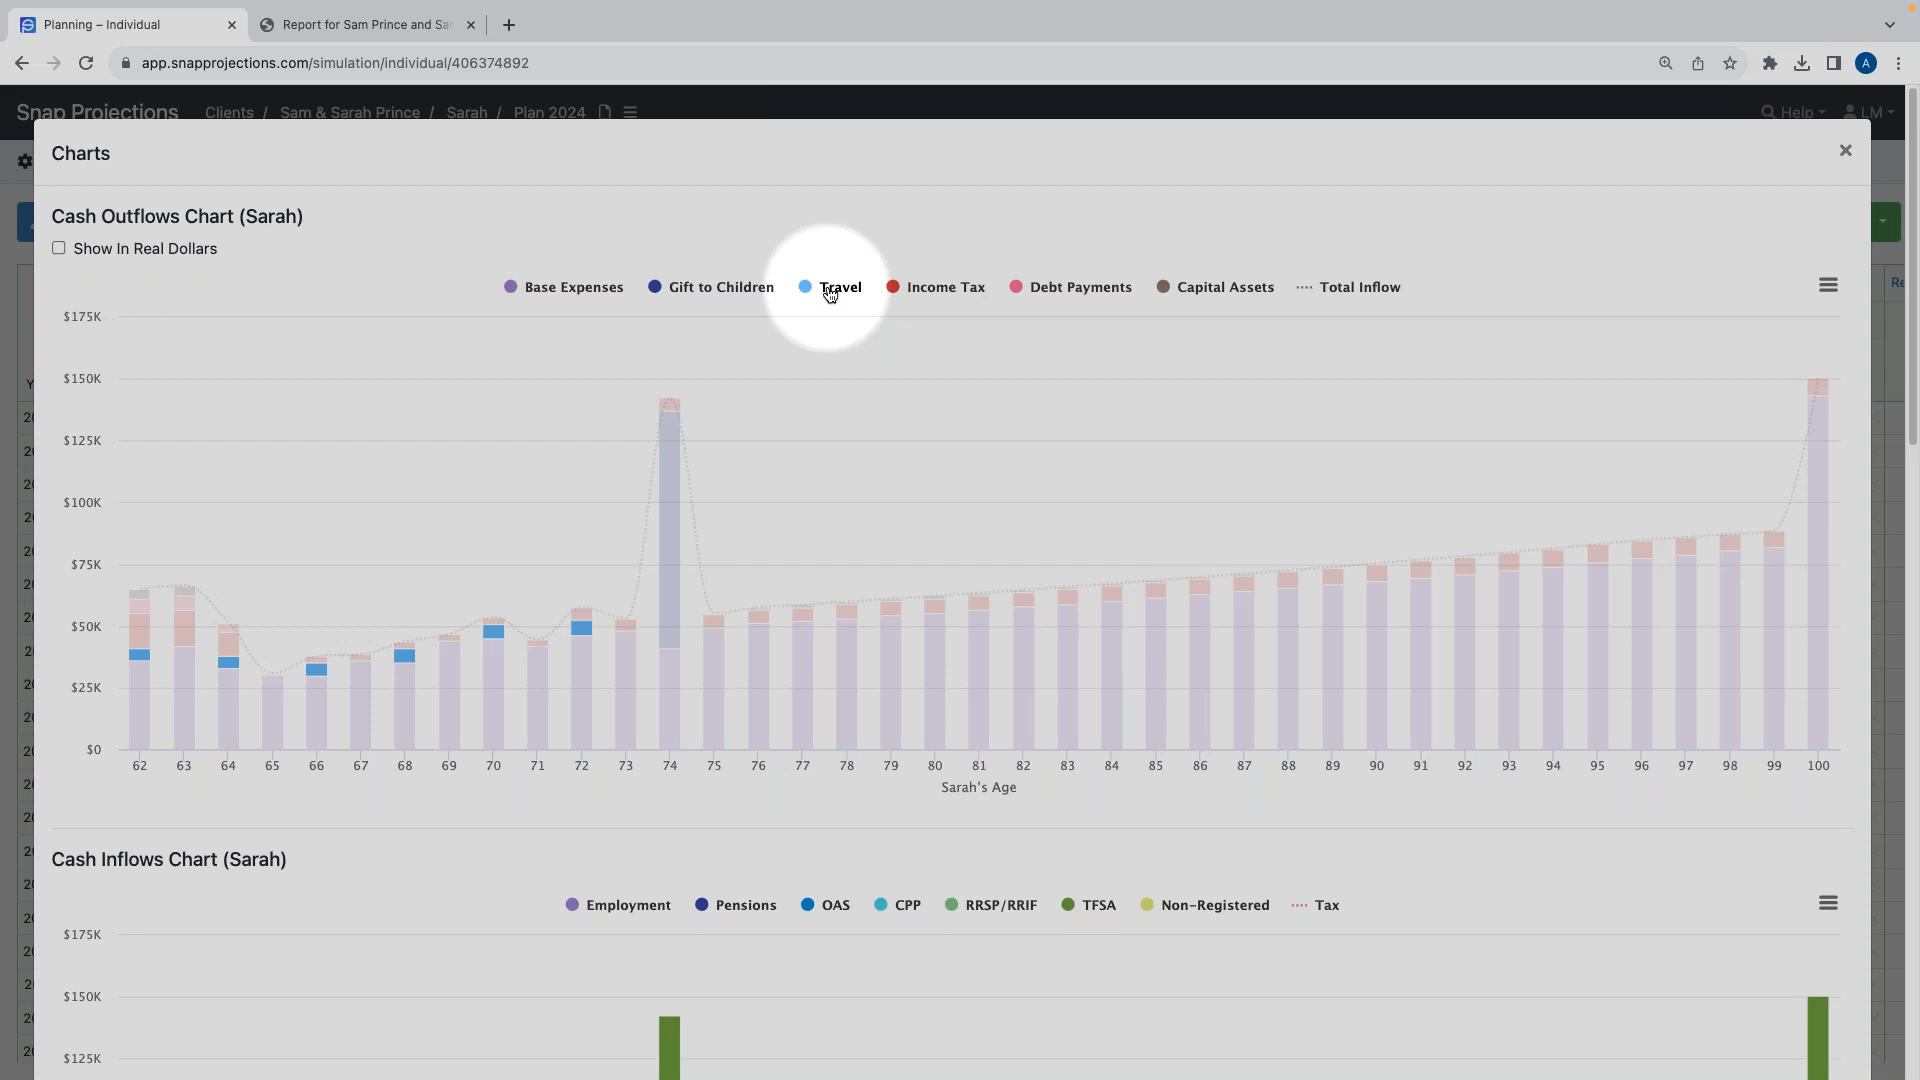 Planning – Individual
Report for Sam Prince and Sar
app.snapprojections.com/simulation/individual/406374892
A
Snap Projections Clients / Sam & Sarah Prince / Sarah / Plan 2024 Help LM
Charts
Cash Outflows Chart (Sarah)
Show In Real Dollars
Base Expenses Gift to Children Travel Income Tax Debt Payments Capital Assets Total Inflow
$175K
$150K
$125K
$100K
$75K
$50K
$25K
$0
62 63 64 65 66 67 68 69 70 71 72 73 74 75 76 77 78 79 80 81 82 83 84 85 86 87 88 89 90 91 92 93 94 95 96 97 98 99 100
Sarah's Age
Cash Inflows Chart (Sarah)
Employment Pensions OAS CPP RRSP/RRIF TFSA Non-Registered Tax
$175K
$150K
$125K